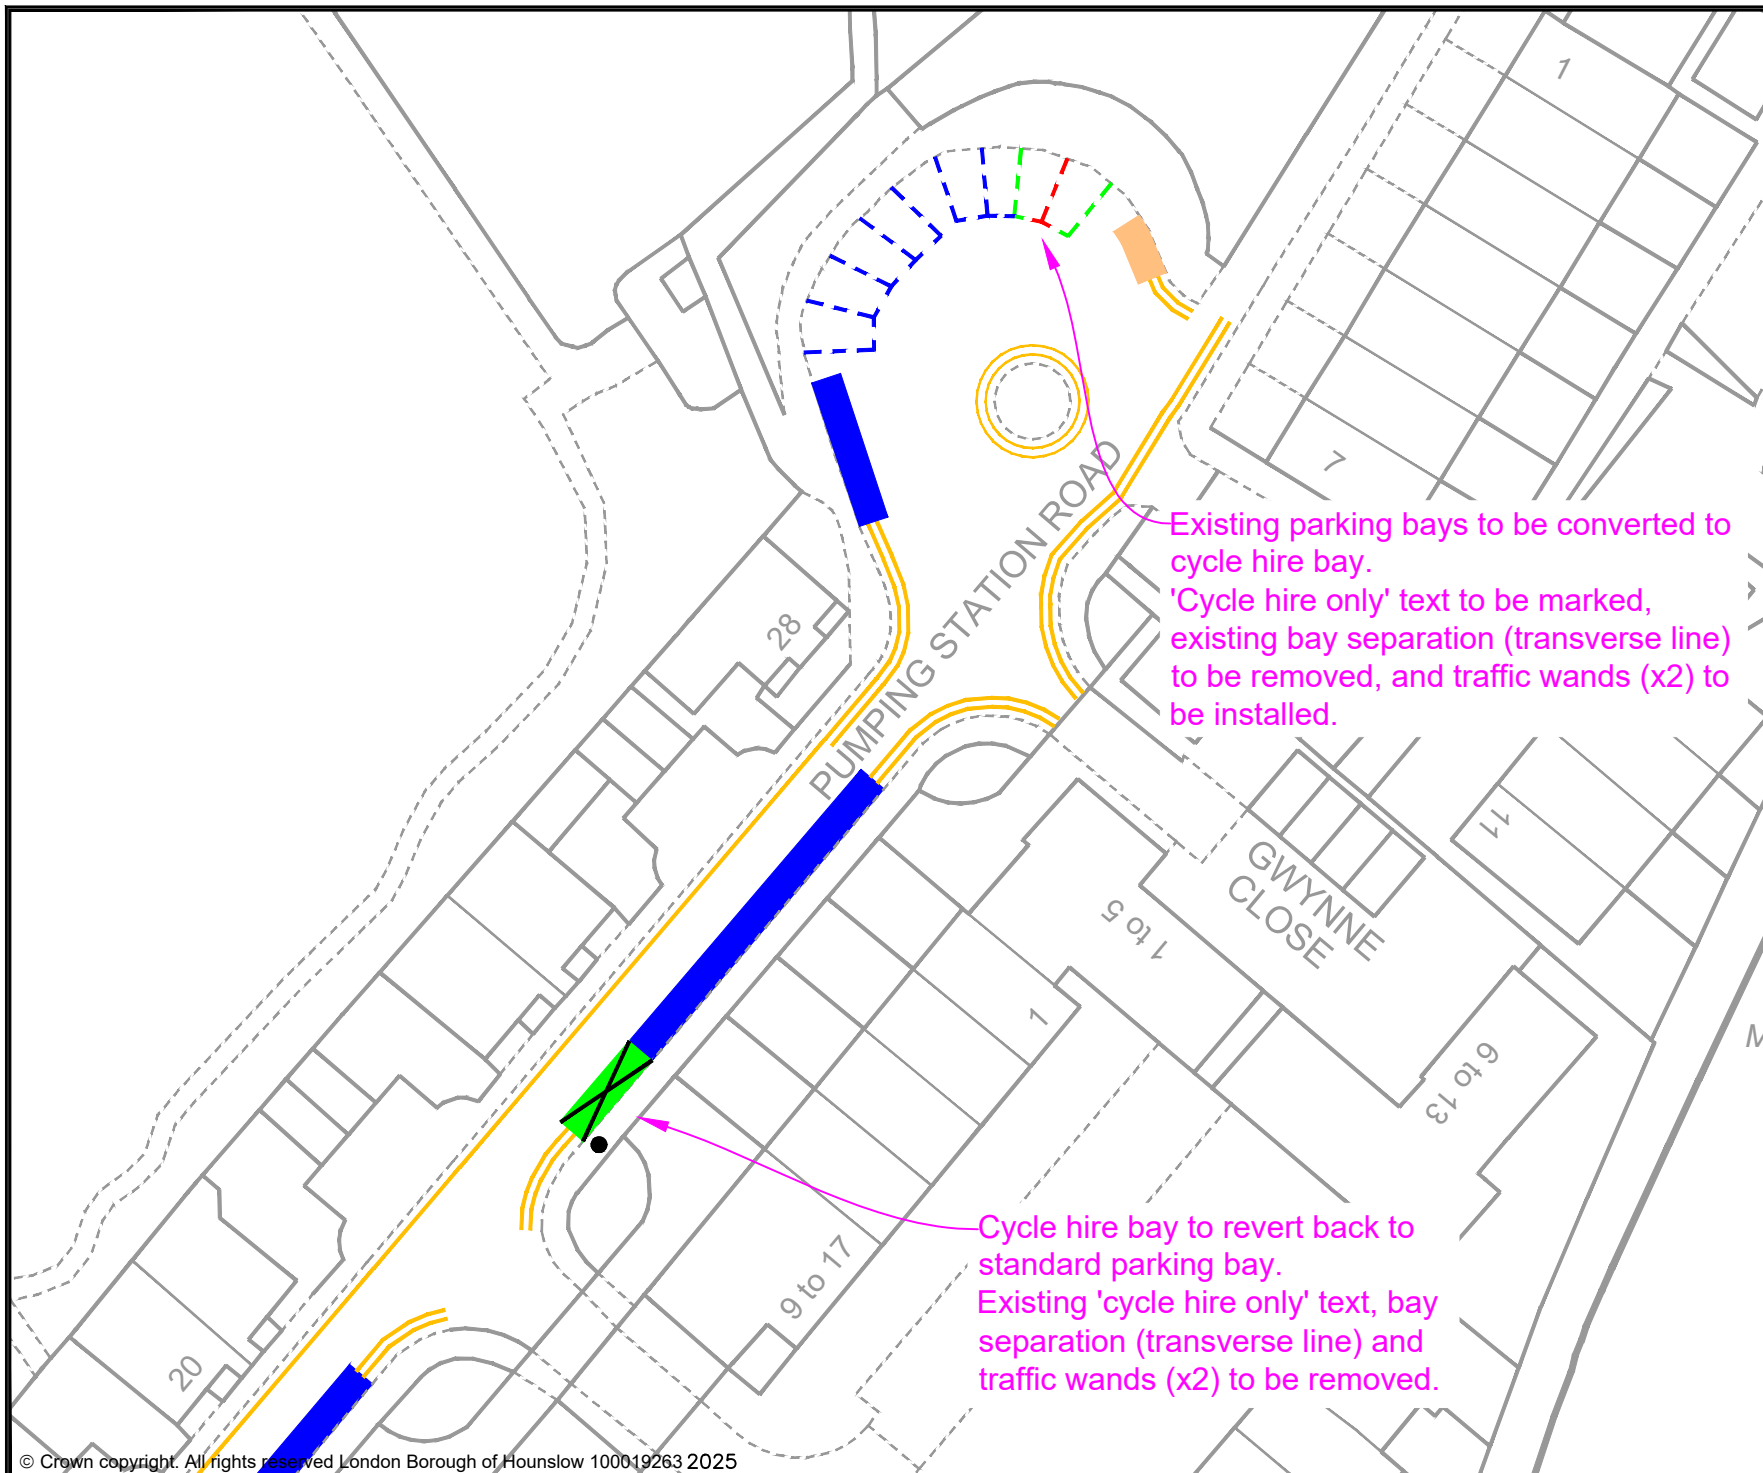 1
7
Existing parking bays to be converted to
cycle hire bay.
'Cycle hire only' text to be marked,
existing bay separation (transverse line)
to be removed, and traffic wands (x2) to
be installed.
PUMPING STATION ROAD
28
11
GWYNNE
CLOSE
1 to 5
1
6 to 13
M
Cycle hire bay to revert back to
standard parking bay.
Existing 'cycle hire only' text, bay
separation (transverse line) and
traffic wands (x2) to be removed.
9 to 17
20
© Crown copyright. All rights reserved London Borough of Hounslow 100019263 2025